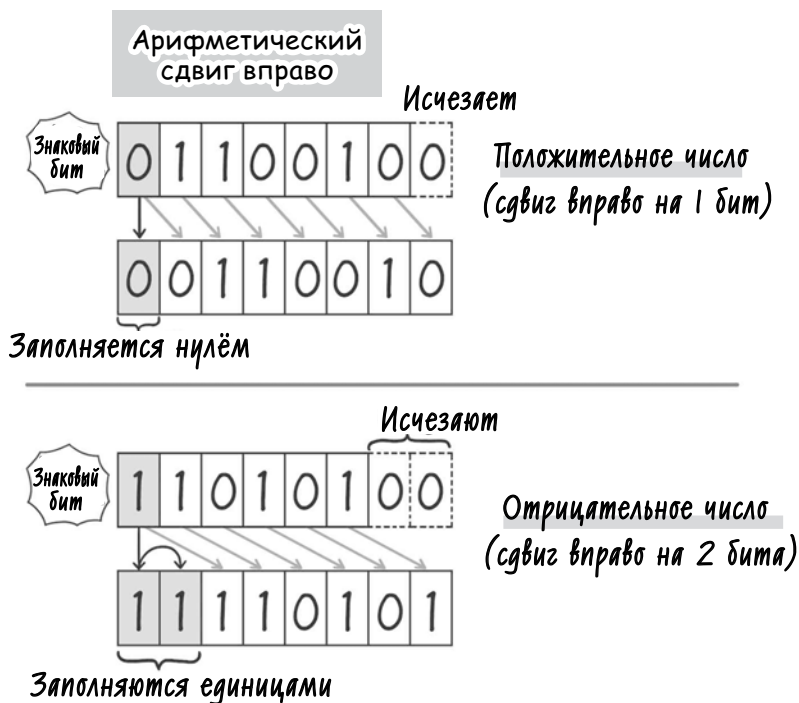 Арифметический
сдвиг вправо
Исчезает
Знаковый
бит
0 1 1 0 0 1 0 0
Положительное число
(сдвиг вправо на 1 бит)
0 0 1 1 0 0 1 0
Заполняется нулём
Исчезают
Знаковый
бит
1 1 0 1 0 1 0 0
Отрицательное число
(сдвиг вправо на 2 бита)
1 1 1 1 0 1 0 1
Заполняются единицами